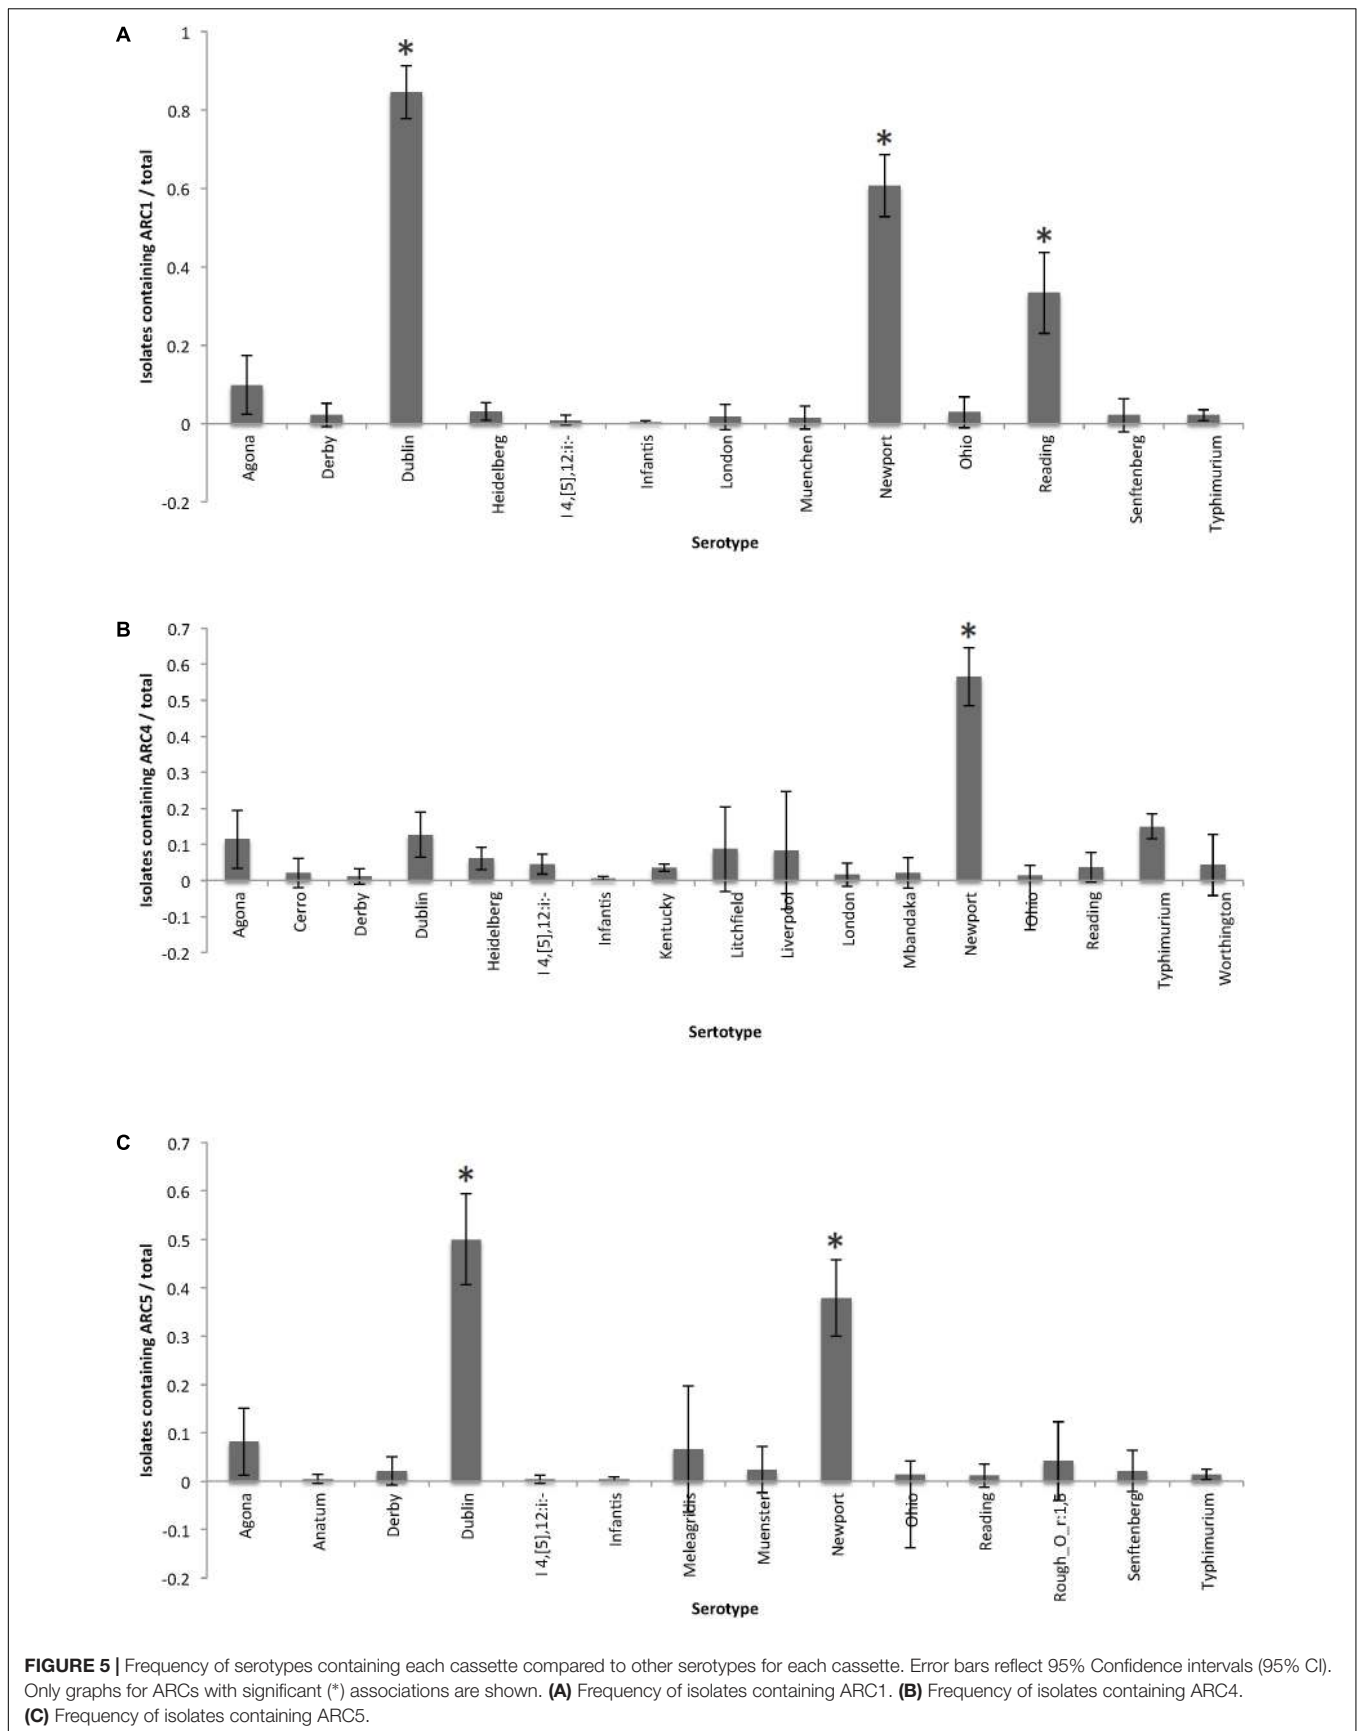 A
1
0.8
0.6
0.4
0.2
0
-0.2
Isolates containing ARC1 / total
*
*
*
Agona
Derby
Dublin
Heidelberg
I 4,[5],12:i:-
Infantis
London
Muenchen
Newport
Ohio
Reading
Senftenberg
Typhimurium
Serotype
B
0.7
0.6
0.5
0.4
0.3
0.2
0.1
0
-0.1
-0.2
Isolates containing ARC4 / total
*
Agona
Cerro
Derby
Dublin
Heidelberg
I 4,[5],12:i:-
Infantis
Kentucky
Litchfield
Liverpool
London
Mbandaka
Newport
Ohio
Reading
Typhimurium
Worthington
Sertotype
C
0.7
0.6
0.5
0.4
0.3
0.2
0.1
0
-0.1
-0.2
Isolates containing ARC5 / total
*
*
Agona
Anatum
Derby
Dublin
I 4,[5],12:i:-
Infantis
Meleagridis
Muenster
Newport
Ohio
Reading
Rough_O_r:1,5
Senftenberg
Typhimurium
Serotype
FIGURE 5 | Frequency of serotypes containing each cassette compared to other serotypes for each cassette. Error bars reflect 95% Confidence intervals (95% CI).
Only graphs for ARCs with significant (*) associations are shown. (A) Frequency of isolates containing ARC1. (B) Frequency of isolates containing ARC4.
(C) Frequency of isolates containing ARC5.